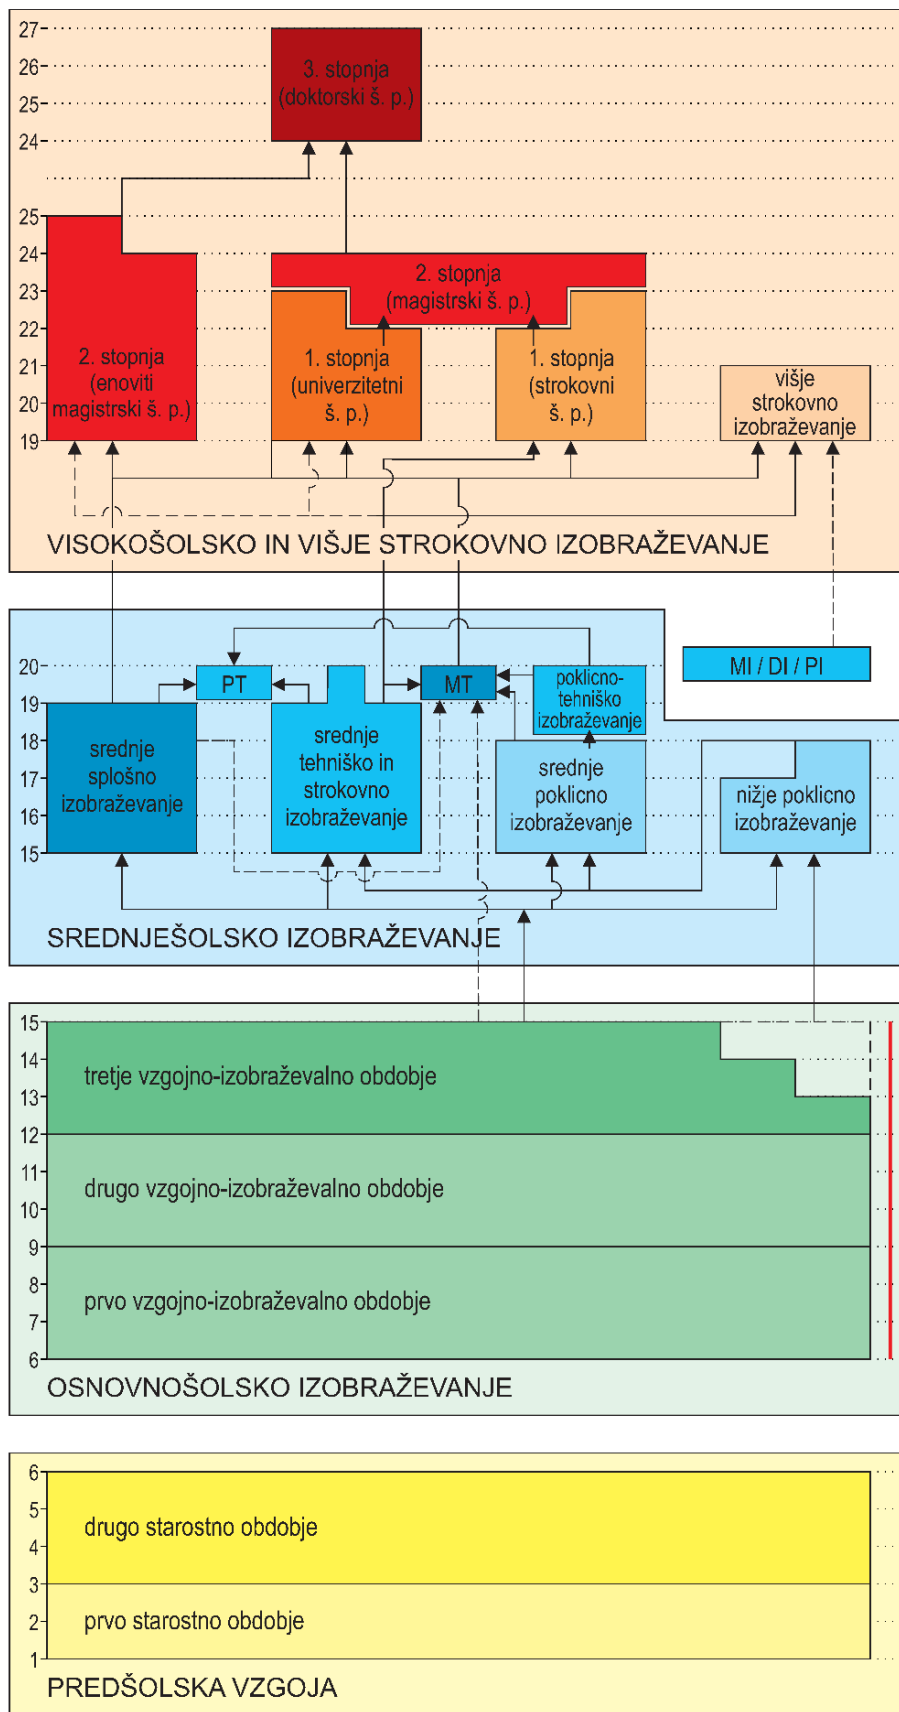 27
26
25
24
3. stopnja
(doktorski š. p.)
25
24
23
22
21
20
19
2. stopnja
(magistrski š. p.)
2. stopnja
(enoviti
magistrski š. p.)
1. stopnja
(univerzitetni
š. p.)
1. stopnja
(strokovni
š. p.)
višje
strokovno
izobraževanje
VISOKOŠOLSKO IN VIŠJE STROKOVNO IZOBRAŽEVANJE
MI / DI / PI
20
19
18
17
16
15
PT
MT
poklicno-
tehniško
izobraževanje
srednje
splošno
izobraževanje
srednje
tehniško in
strokovno
izobraževanje
srednje
poklicno
izobraževanje
nižje poklicno
izobraževanje
SREDNJEŠOLSKO IZOBRAŽEVANJE
15
14
13
12
11
10
9
8
7
6
tretje vzgojno-izobraževalno obdobje
drugo vzgojno-izobraževalno obdobje
prvo vzgojno-izobraževalno obdobje
OSNOVNOŠOLSKO IZOBRAŽEVANJE
6
5
4
3
2
1
drugo starostno obdobje
prvo starostno obdobje
PREDŠOLSKA VZGOJA